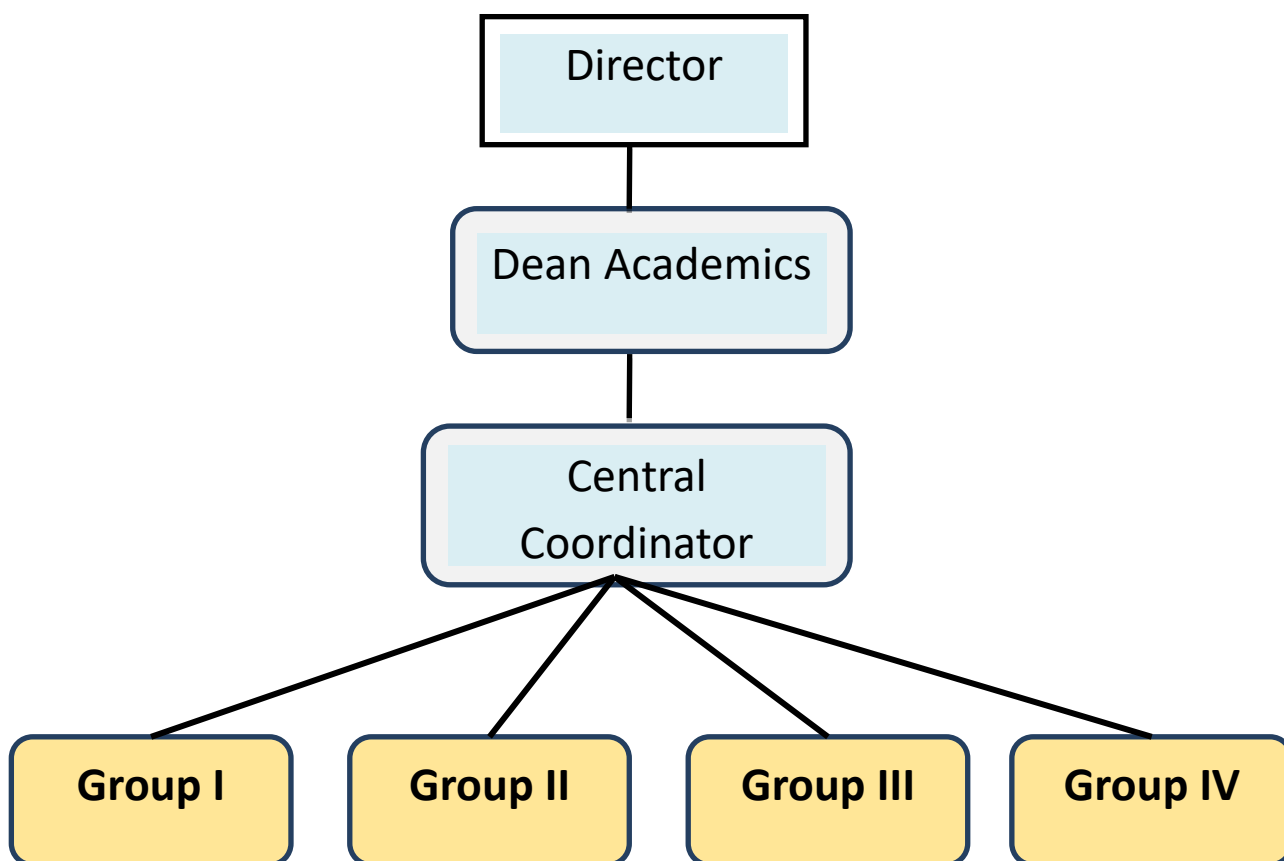 Director
Dean Academics
Central
Coordinator
Group I
Group II
Group III
Group IV